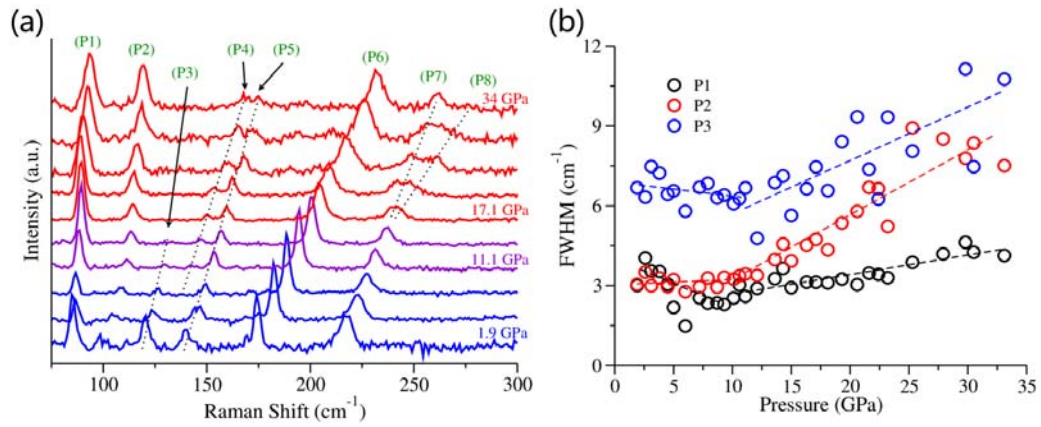 (a)
(P1)
(P2)
(P3)
(P4)
(P5)
(P6)
(P7)
(P8)
34 GPa
17.1 GPa
11.1 GPa
1.9 GPa
Intensity (a.u.)
100
150
200
250
300
Raman Shift (cm⁻¹)
(b)
12
9
6
3
0
FWHM (cm⁻¹)
P1
P2
P3
0
5
10
15
20
25
30
35
Pressure (GPa)